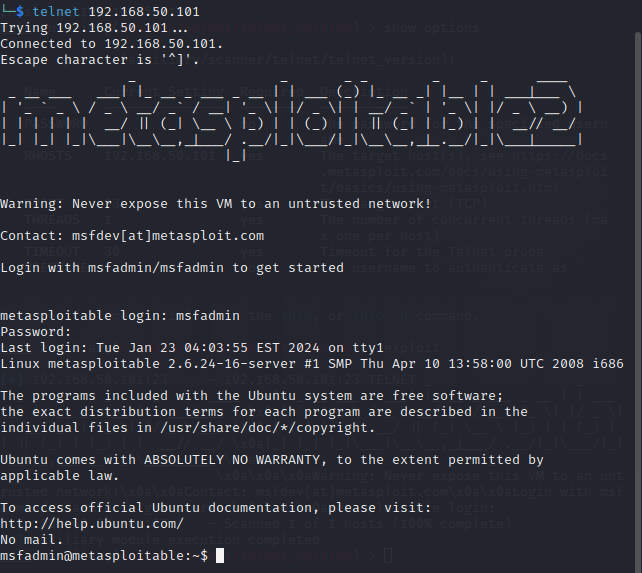 └─$ telnet 192.168.50.101
Trying 192.168.50.101...
Connected to 192.168.50.101.
Escape character is '^]'.
metasploitable 2
Warning: Never expose this VM to an untrusted network!
Contact: msfdev[at]metasploit.com
Login with msfadmin/msfadmin to get started
metasploitable login: msfadmin
Password:
Last login: Tue Jan 23 04:03:55 EST 2024 on tty1
Linux metasploitable 2.6.24-16-server #1 SMP Thu Apr 10 13:58:00 UTC 2008 i686
The programs included with the Ubuntu system are free software;
the exact distribution terms for each program are described in the
individual files in /usr/share/doc/*/copyright.
Ubuntu comes with ABSOLUTELY NO WARRANTY, to the extent permitted by
applicable law.
To access official Ubuntu documentation, please visit:
http://help.ubuntu.com/
No mail.
msfadmin@metasploitable:~$